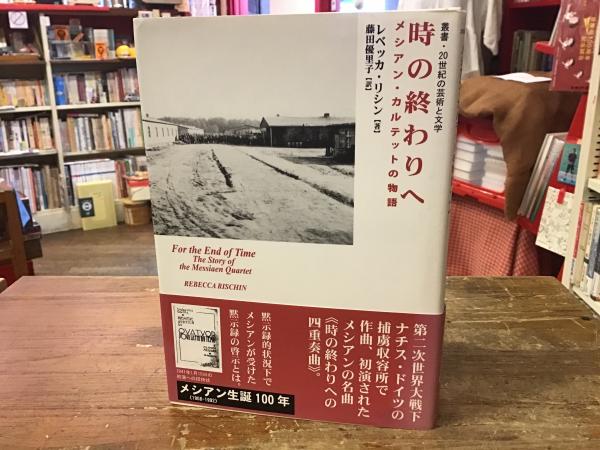 叢書・20世紀の芸術と文学
時の終わりへ
メシアン・カルテットの物語
レベッカ・リシン[著]
藤田優里子[訳]
For the End of Time
The Story of
the Messiaen Quartet
REBECCA RISCHIN
第二次世界大戦下
ナチス・ドイツの
捕虜収容所で
作曲、初演された
メシアンの名曲
《時の終わりへの
四重奏曲》。
黙示録的状況下で
メシアンが受けた
黙示録の啓示とは。
メシアン生誕100年
(1908-1992)